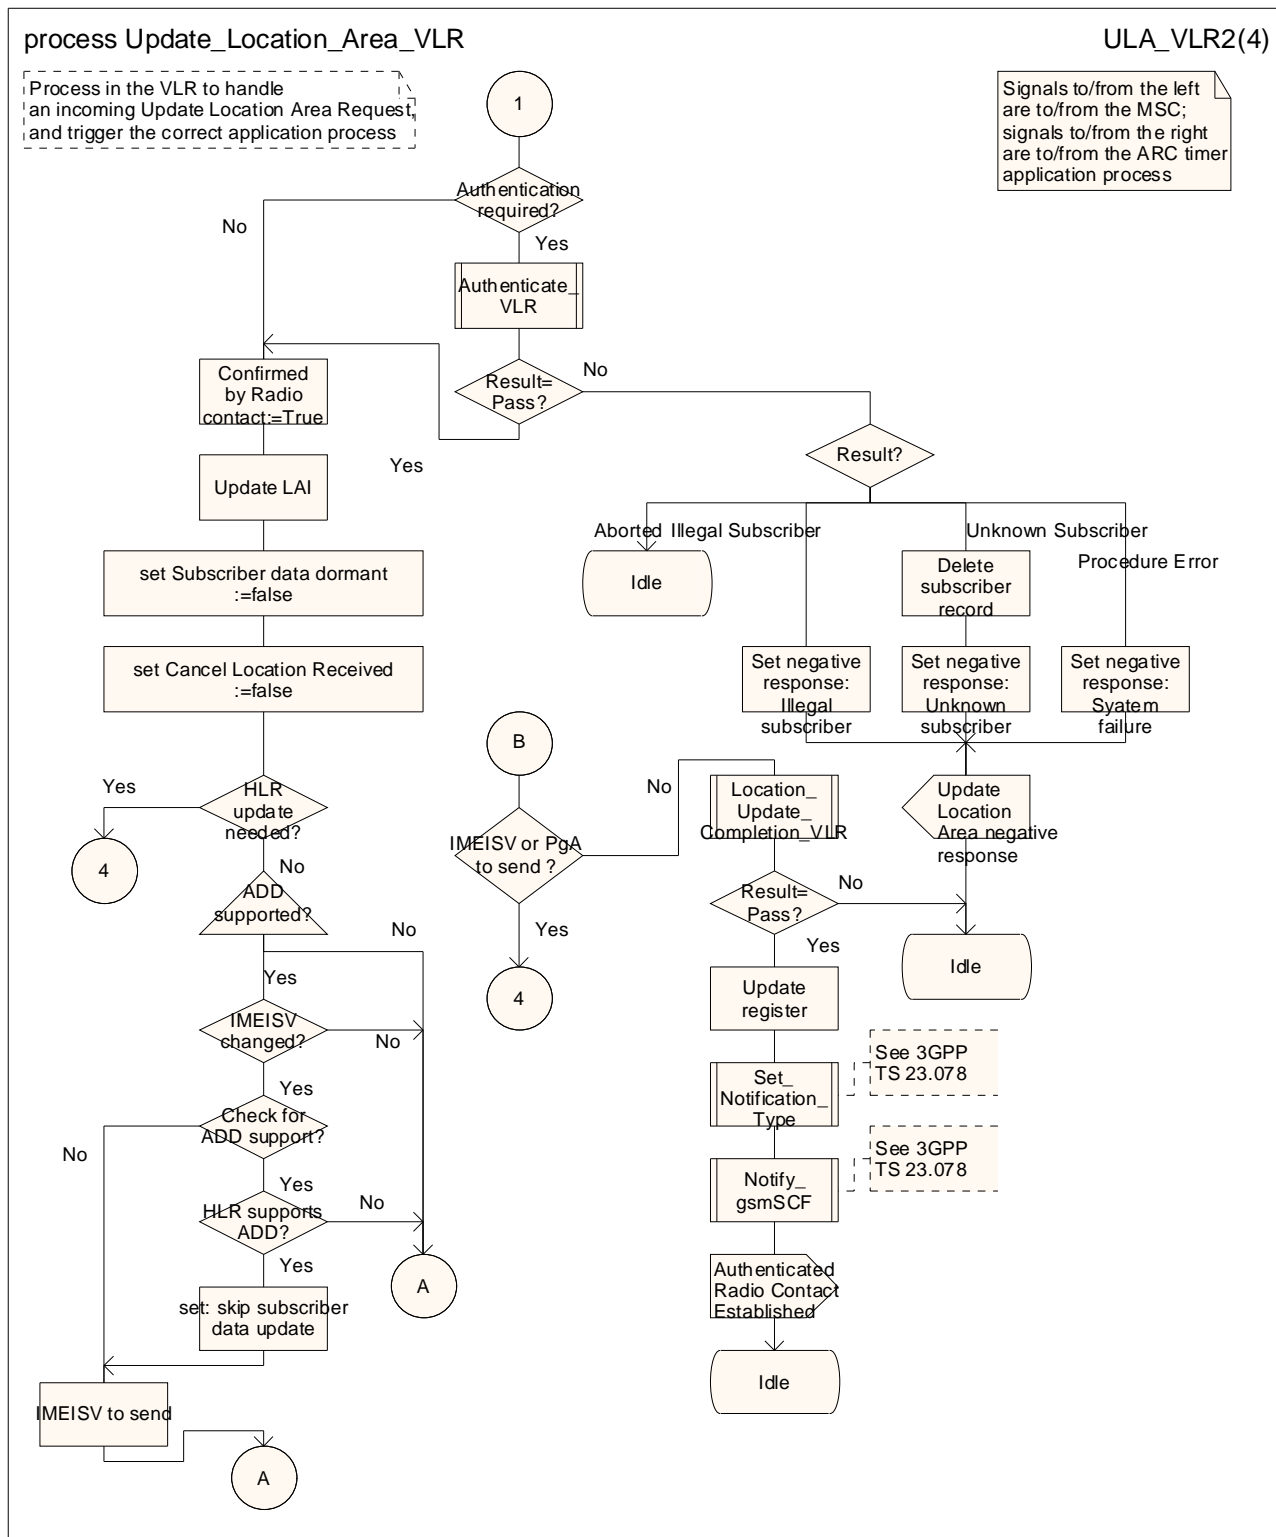 process Update_Location_Area_VLR
ULA_VLR2(4)
Process in the VLR to handle
an incoming Update Location Area Request,
and trigger the correct application process
1
Signals to/from the left
are to/from the MSC;
signals to/from the right
are to/from the ARC timer
application process
Authentication
required?
No
Yes
Authenticate_
VLR
Confirmed
by Radio
contact:=True
Result=
Pass?
No
Yes
Result?
Update LAI
Aborted
Illegal Subscriber
Unknown Subscriber
Procedure Error
set Subscriber data dormant
:=false
Idle
Delete
subscriber
record
set Cancel Location Received
:=false
Set negative
response:
Illegal
subscriber
Set negative
response:
Unknown
subscriber
Set negative
response:
Syatem
failure
B
Yes
HLR
update
needed?
No
4
No
Location_
Update_
Completion_VLR
Update
Location
Area negative
response
IMEISV or PgA
to send ?
Yes
4
ADD
supported?
No
Yes
Result=
Pass?
No
Yes
Idle
IMEISV
changed?
No
Yes
Update
register
Check for
ADD support?
No
Yes
Set_
Notification_
Type
See 3GPP
TS 23.078
HLR supports
ADD?
No
Yes
Notify_
gsmSCF
See 3GPP
TS 23.078
A
set: skip subscriber
data update
Authenticated
Radio Contact
Established
Idle
IMEISV to send
A